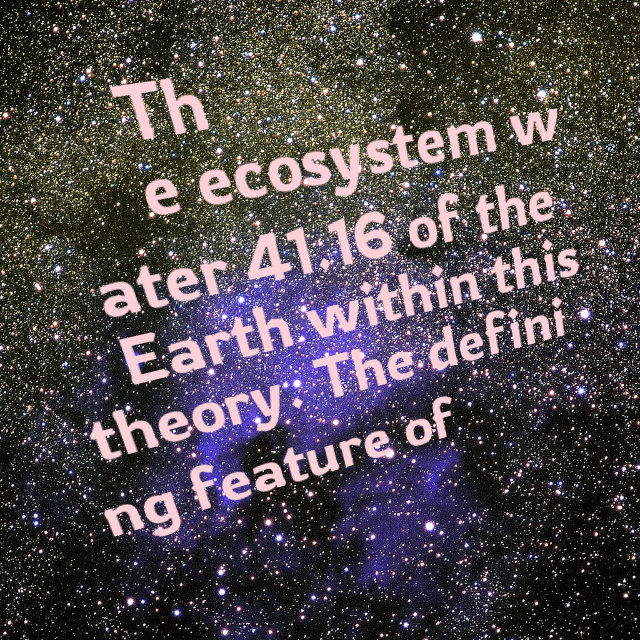 Th
e ecosystem w
ater 41.16 of the
Earth within this
theory. The defini
ng feature of